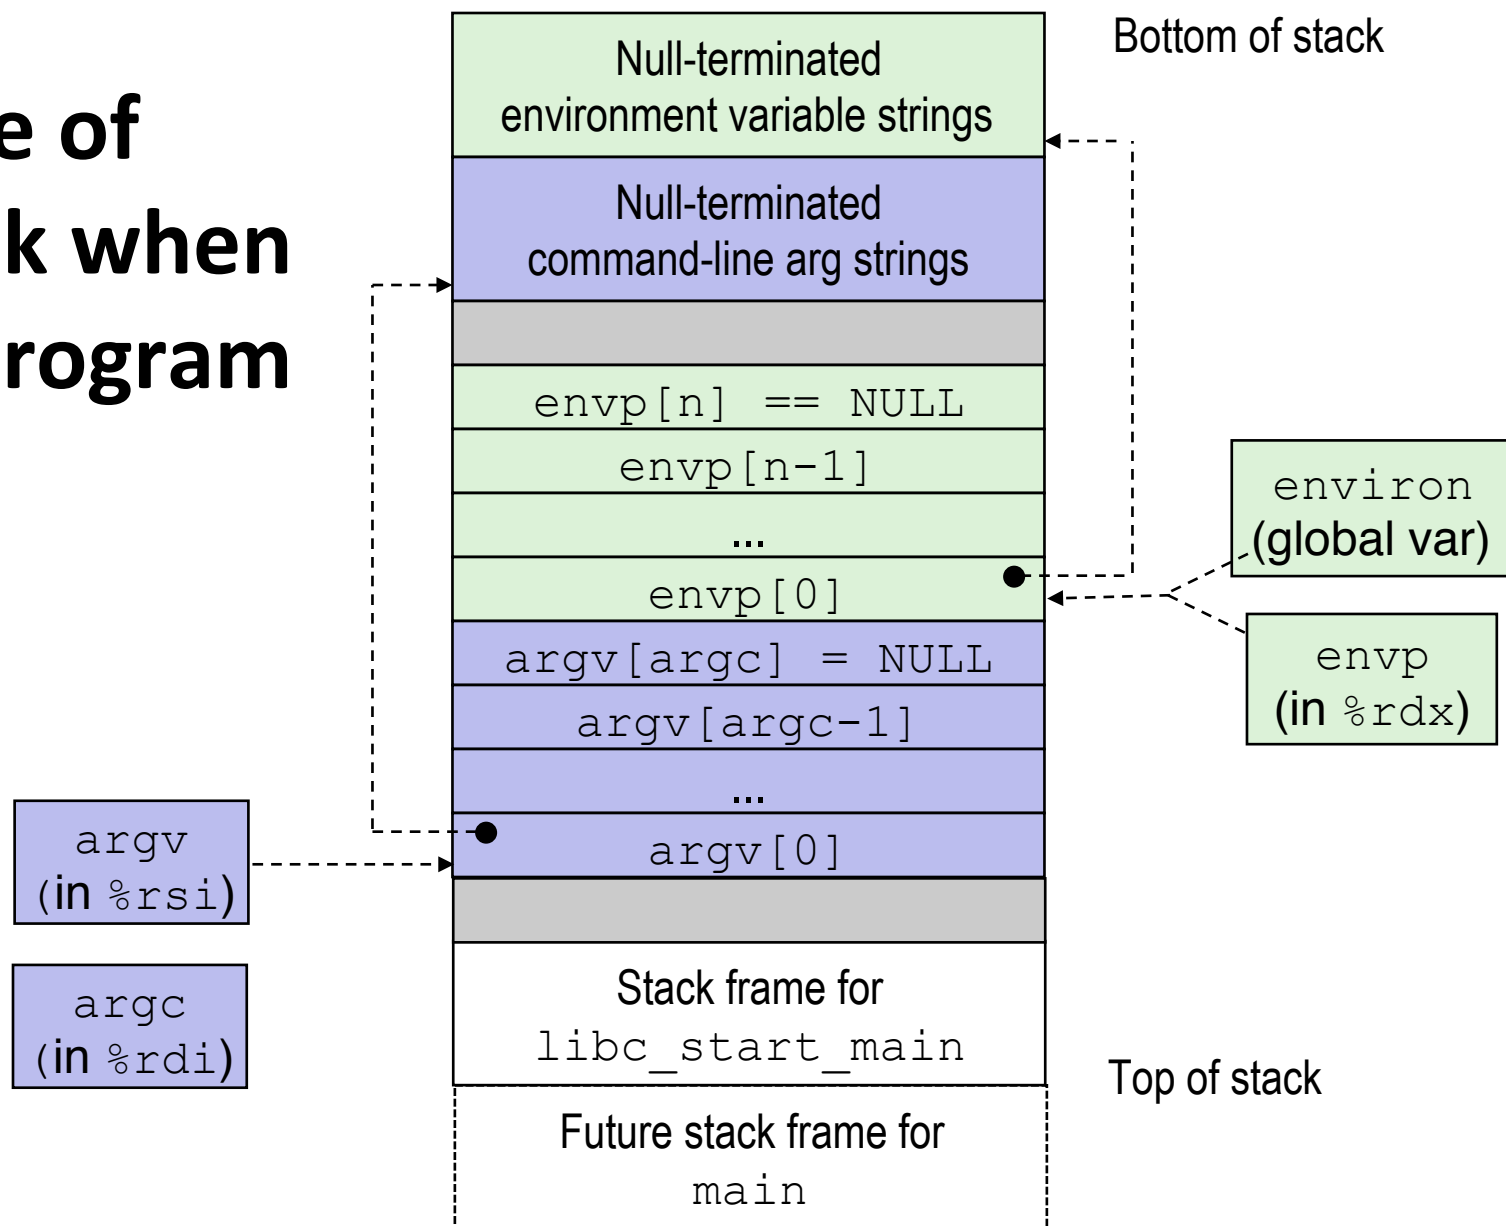 e of
k when
rogram
Bottom of stack
Null-terminated
environment variable strings
Null-terminated
command-line arg strings
envp[n] == NULL
envp[n-1]
...
envp[0]
argv[argc] = NULL
argv[argc-1]
...
argv[0]
environ
(global var)
envp
(in %rdx)
argv
(in %rsi)
argc
(in %rdi)
Stack frame for
libc_start_main
Top of stack
Future stack frame for
main